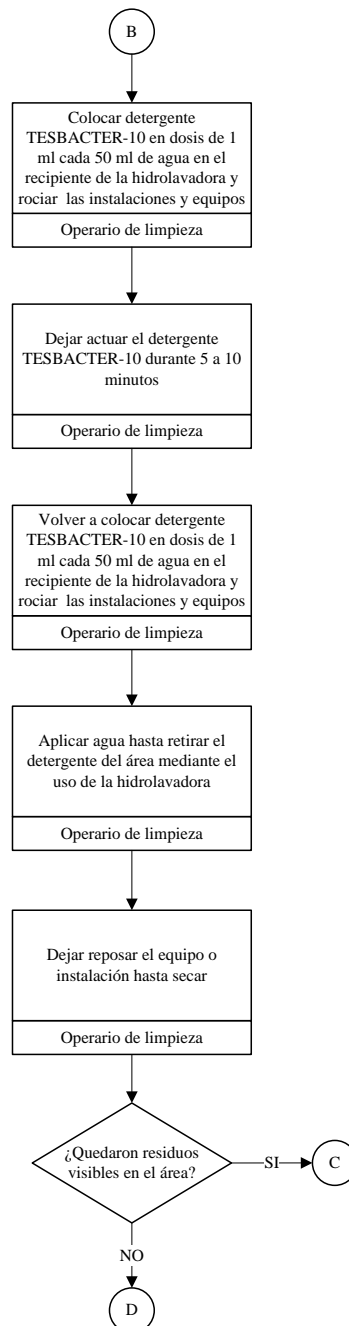 B
Colocar detergente
TESBACTER-10 en dosis de 1
ml cada 50 ml de agua en el
recipiente de la hidrolavadora y
rociar las instalaciones y equipos
Operario de limpieza
Dejar actuar el detergente
TESBACTER-10 durante 5 a 10
minutos
Operario de limpieza
Volver a colocar detergente
TESBACTER-10 en dosis de 1
ml cada 50 ml de agua en el
recipiente de la hidrolavadora y
rociar las instalaciones y equipos
Operario de limpieza
Aplicar agua hasta retirar el
detergente del área mediante el
uso de la hidrolavadora
Operario de limpieza
Dejar reposar el equipo o
instalación hasta secar
Operario de limpieza
¿Quedaron residuos
visibles en el área?
SI
C
NO
D